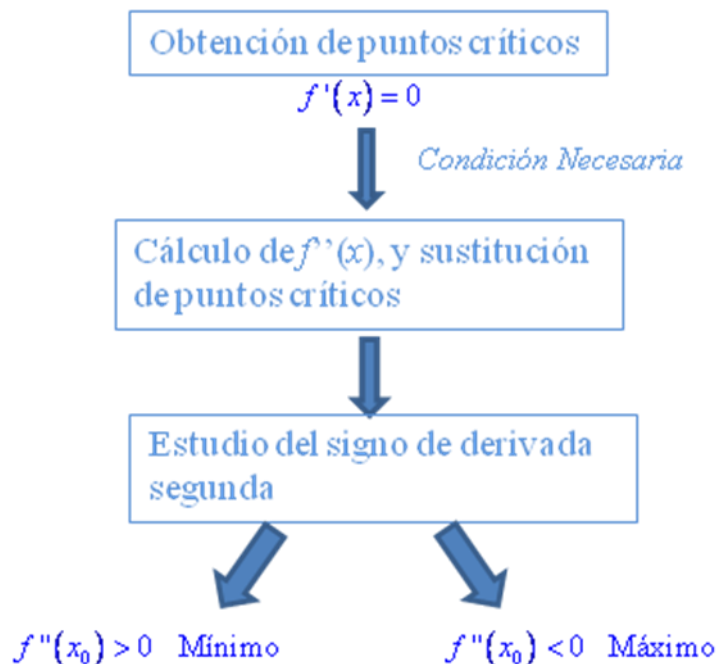 Obtención de puntos críticos
f'(x) = 0
Condición Necesaria
Cálculo de f’’(x), y sustitución
de puntos críticos
Estudio del signo de derivada
segunda
f"(x₀) > 0 Mínimo
f"(x₀) < 0 Máximo